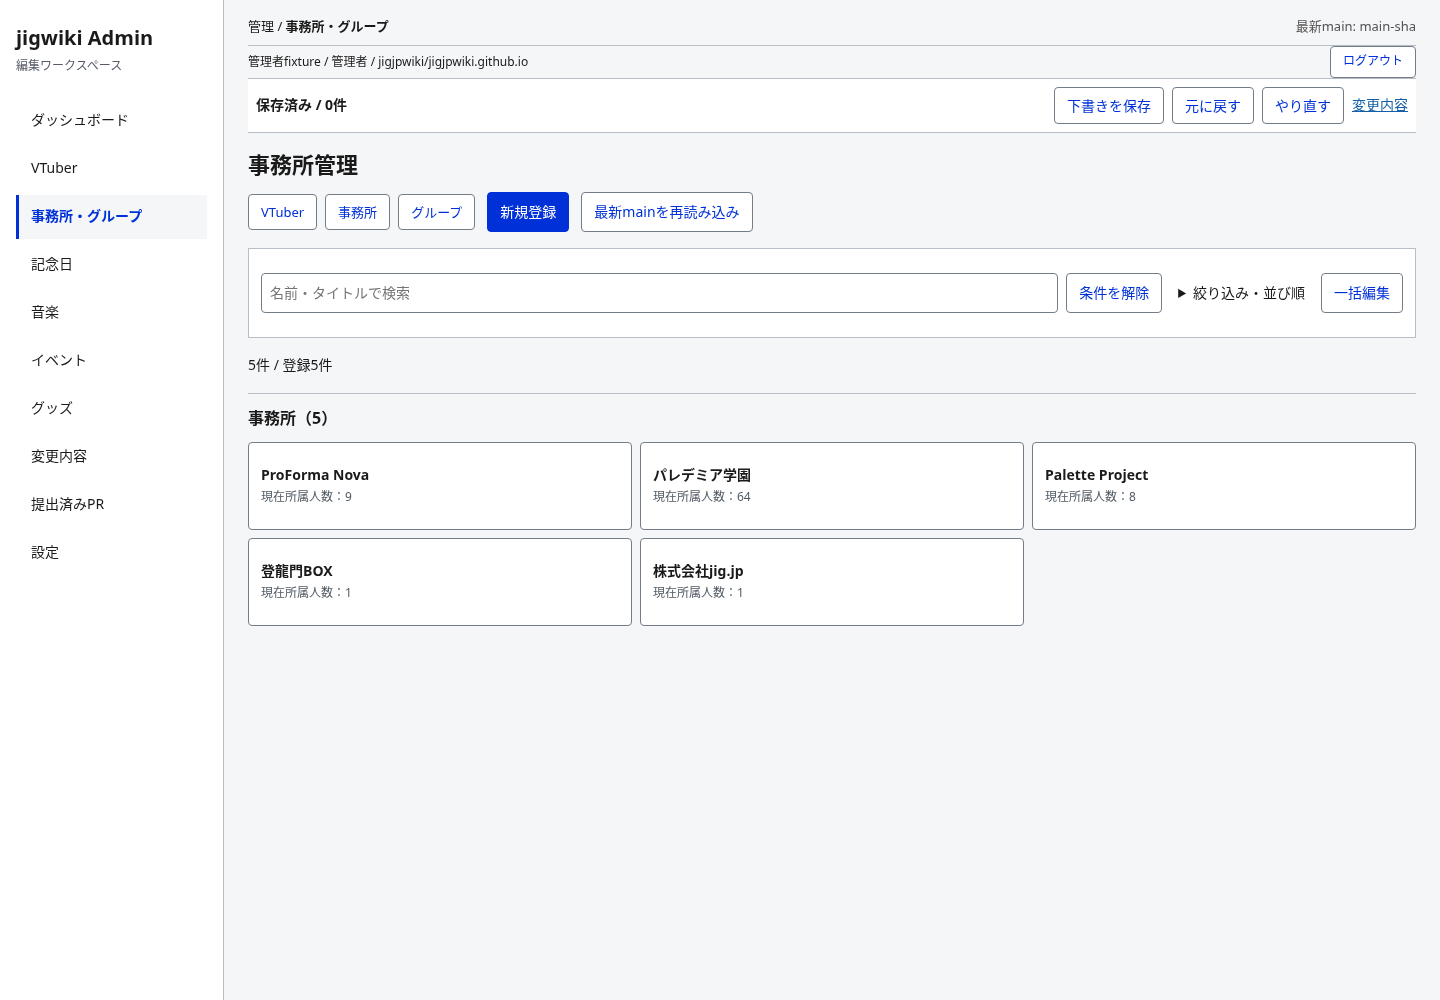 jigwiki Admin
編集ワークスペース
ダッシュボード
VTuber
事務所・グループ
記念日
音楽
イベント
グッズ
変更内容
提出済みPR
設定
管理 / 事務所・グループ
最新main: main-sha
管理者fixture / 管理者 / jigjpwiki/jigjpwiki.github.io
ログアウト
保存済み / 0件
下書きを保存
元に戻す
やり直す
変更内容
事務所管理
VTuber
事務所
グループ
新規登録
最新mainを再読み込み
名前・タイトルで検索
条件を解除
▶ 絞り込み・並び順
一括編集
5件 / 登録5件
事務所（5）
ProForma Nova
現在所属人数：9
パレデミア学園
現在所属人数：64
Palette Project
現在所属人数：8
登龍門BOX
現在所属人数：1
株式会社jig.jp
現在所属人数：1